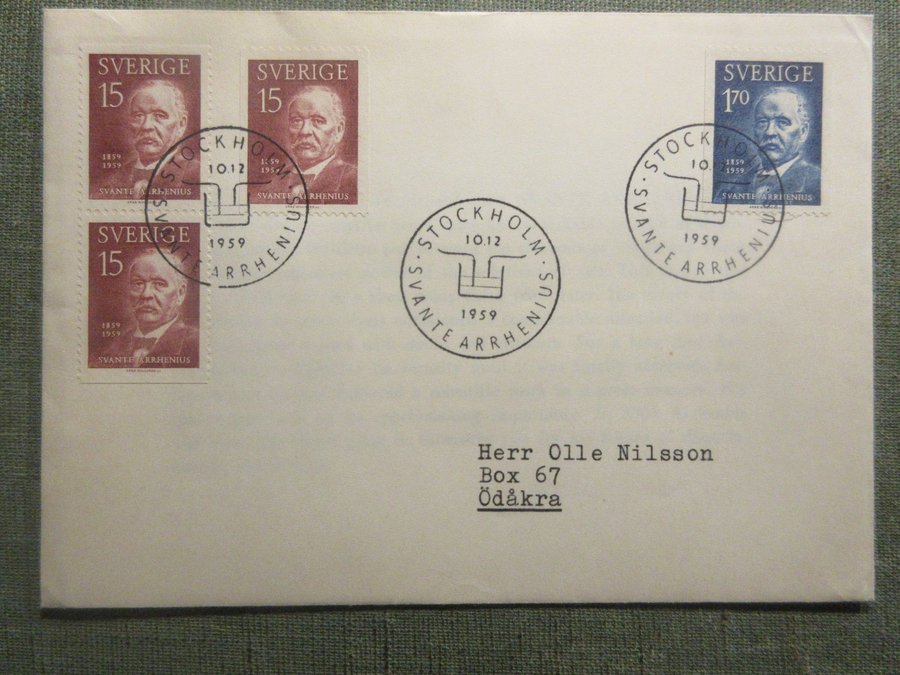 SVERIGE
15
1859
1959
SVANTE ARRHENIUS
SVERIGE
15
1859
1959
SVANTE ARRHENIUS
SVERIGE
170
1859
1959
SVANTE ARRHENIUS
SVERIGE
15
1859
1959
SVANTE ARRHENIUS
STOCKHOLM
10.12
1959
SVANTE ARRHENIUS
STOCKHOLM
10.12
1959
SVANTE ARRHENIUS
STOCKHOLM
10.12
1959
SVANTE ARRHENIUS
Herr Olle Nilsson
Box 67
Ödåkra